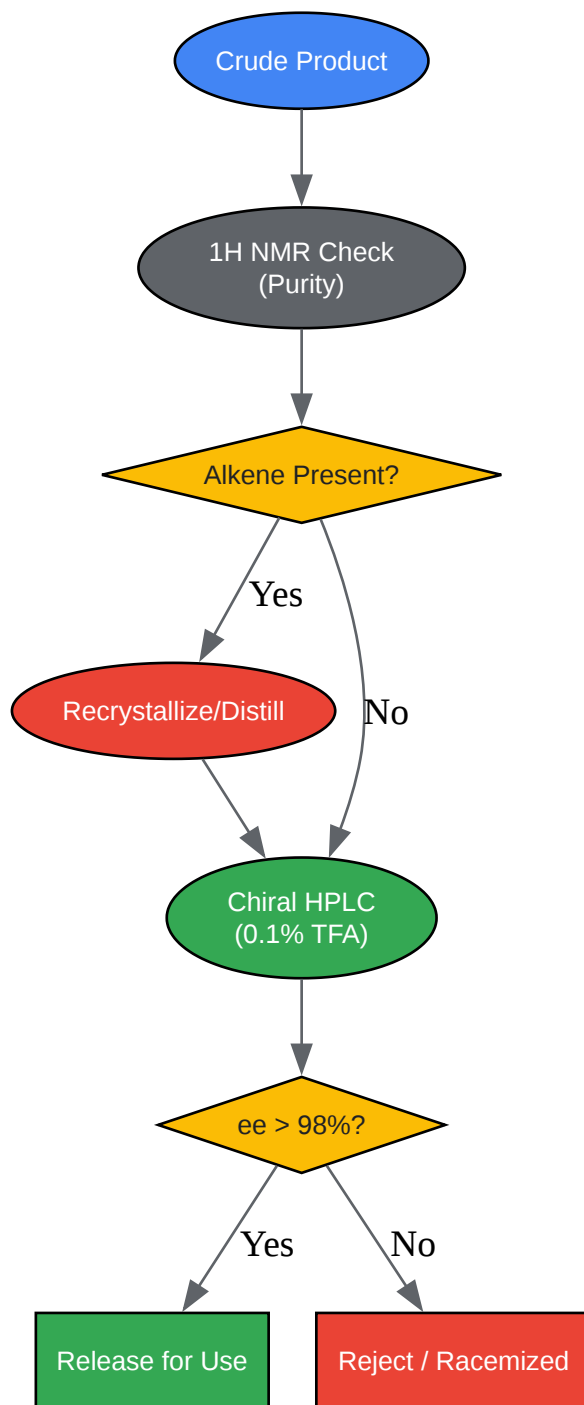 Crude Product
1H NMR Check
(Purity)
Alkene Present?
Yes
Recrystallize/Distill
No
Chiral HPLC
(0.1% TFA)
ee > 98%?
Yes
No
Release for Use
Reject / Racemized